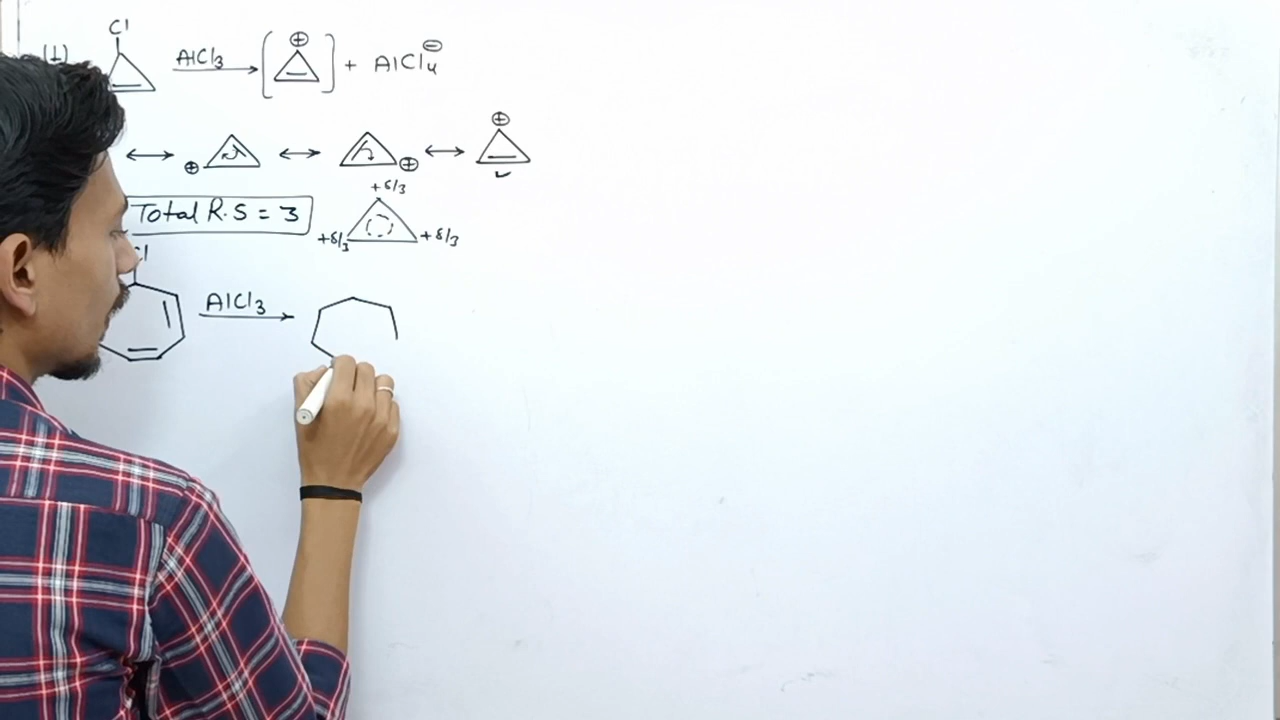 Cl
(1) AlCl3 ⊕ + AlCl4 ⊖
↔ ⊕ ↔ ⊕ ↔ ⊕
Total R.S = 3
+δ/3
+δ/3 +δ/3
Cl
AlCl3